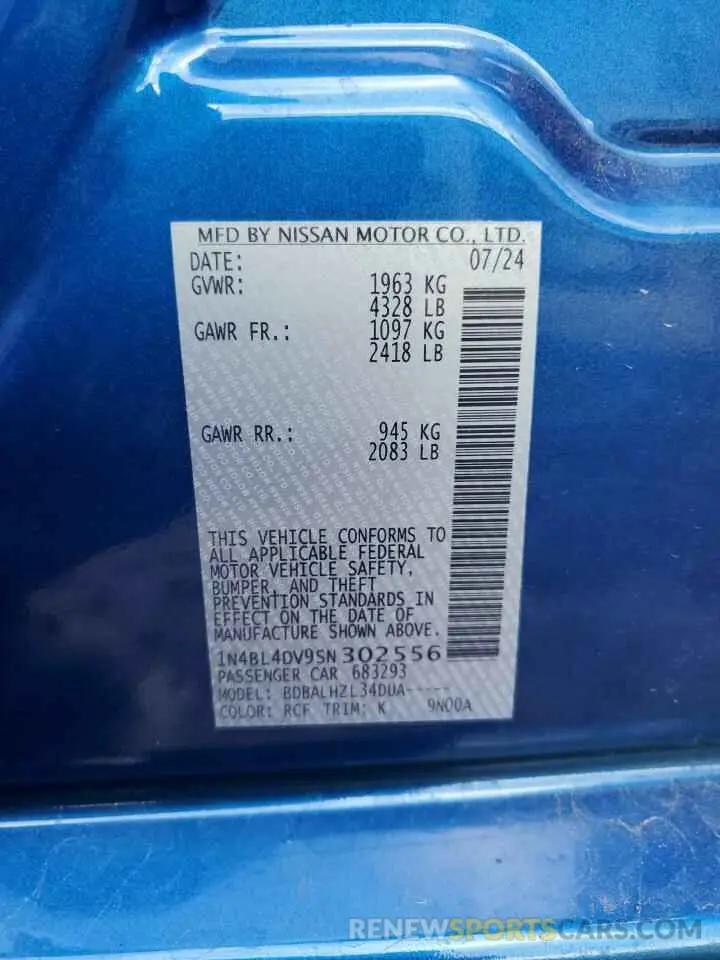 MFD BY NISSAN MOTOR CO., LTD.
DATE: 07/24
GVWR: 1963 KG
4328 LB
GAWR FR.: 1097 KG
2418 LB
GAWR RR.: 945 KG
2083 LB
THIS VEHICLE CONFORMS TO
ALL APPLICABLE FEDERAL
MOTOR VEHICLE SAFETY,
BUMPER, AND THEFT
PREVENTION STANDARDS IN
EFFECT ON THE DATE OF
MANUFACTURE SHOWN ABOVE.
1N4BL4DV9SN302556
PASSENGER CAR 683293
MODEL: BDBALHZL34DUA-----
COLOR: RCF TRIM: K 9N00A
RENEWSPORTSCARS.COM